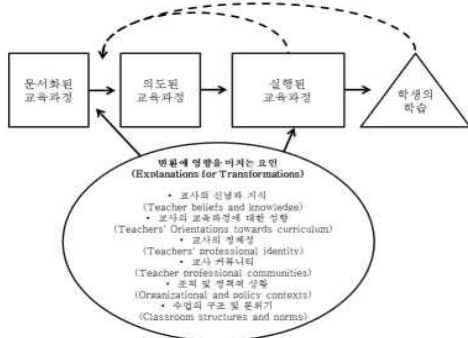 문서화된
교육과정
의도된
교육과정
실행된
교육과정
학생의
학습
변환에 영향을 미치는 요인
(Explanations for Transformations)
• 교사의 신념과 지식
(Teacher beliefs and knowledge)
• 교사의 교육과정에 대한 성향
(Teachers' Orientations towards curriculum)
• 교사의 정체성
(Teachers' professional identity)
• 교사 커뮤니티
(Teacher professional communities)
• 조직 및 정책적 상황
(Organizational and policy contexts)
• 수업의 구조 및 분위기
(Classroom structures and norms)